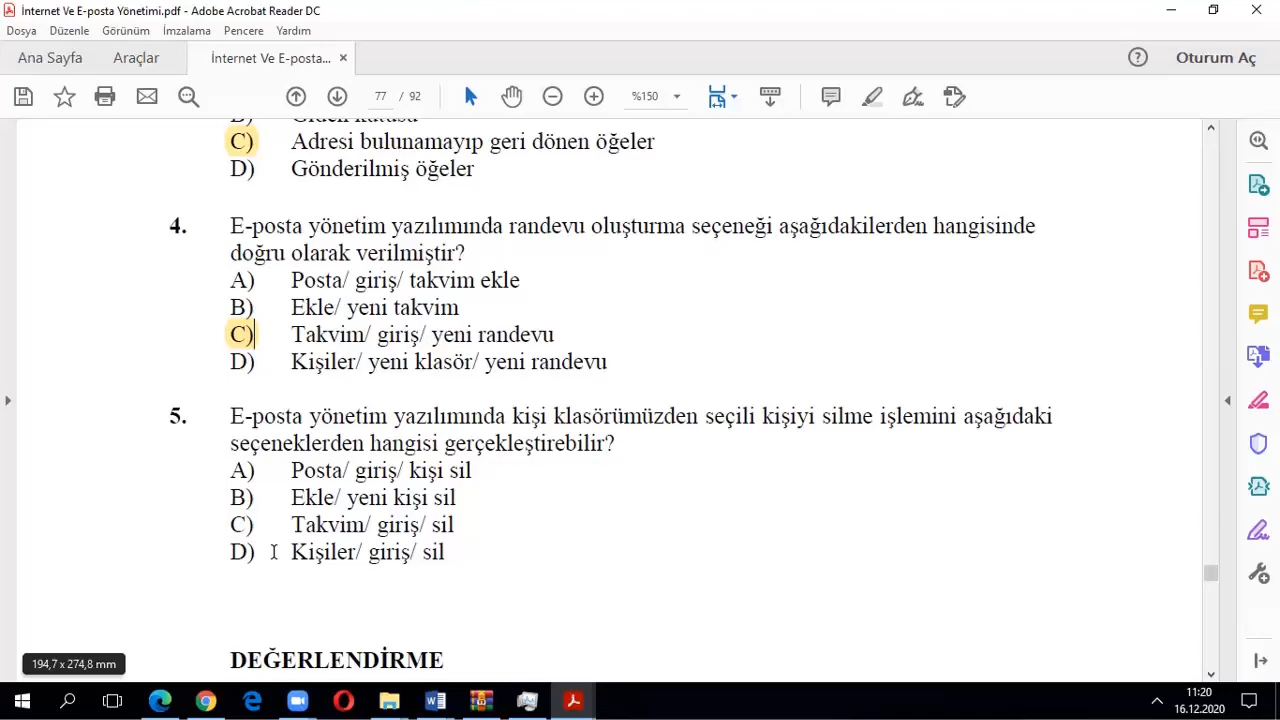 İnternet Ve E-posta Yönetimi.pdf - Adobe Acrobat Reader DC
Dosya Düzenle Görünüm İmzalama Pencere Yardım
Ana Sayfa Araçlar İnternet Ve E-posta... × Oturum Aç
77 / 92 %150
B) Giden kutusu
C) Adresi bulunamayıp geri dönen öğeler
D) Gönderilmiş öğeler
4. E-posta yönetim yazılımında randevu oluşturma seçeneği aşağıdakilerden hangisinde
doğru olarak verilmiştir?
A) Posta/ giriş/ takvim ekle
B) Ekle/ yeni takvim
C) Takvim/ giriş/ yeni randevu
D) Kişiler/ yeni klasör/ yeni randevu
5. E-posta yönetim yazılımında kişi klasörümüzden seçili kişiyi silme işlemini aşağıdaki
seçeneklerden hangisi gerçekleştirebilir?
A) Posta/ giriş/ kişi sil
B) Ekle/ yeni kişi sil
C) Takvim/ giriş/ sil
D) Kişiler/ giriş/ sil
DEĞERLENDİRME
194,7 x 274,8 mm
11:20
16.12.2020